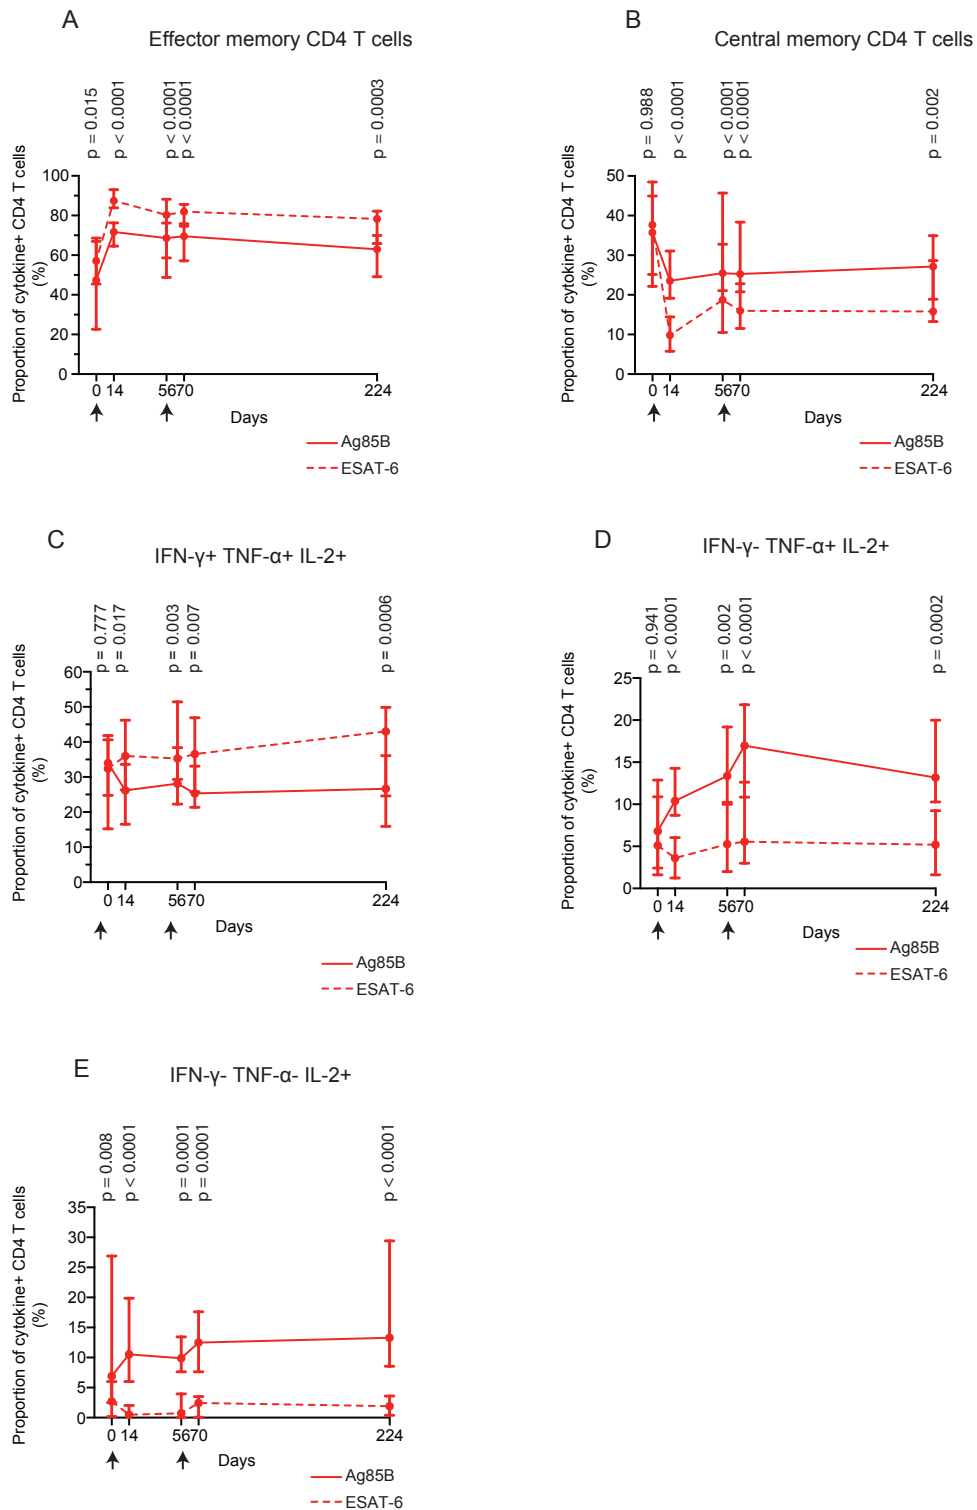 A
Effector memory CD4 T cells
p = 0.015
p < 0.0001
p < 0.0001
p < 0.0001
p = 0.0003
Proportion of cytokine+ CD4 T cells
(%)
100
80
60
40
20
0
0 14 5670 224
Days
Ag85B
ESAT-6
B
Central memory CD4 T cells
p = 0.988
p < 0.0001
p < 0.0001
p < 0.0001
p = 0.002
Proportion of cytokine+ CD4 T cells
(%)
50
40
30
20
10
0
0 14 5670 224
Days
Ag85B
ESAT-6
C
IFN-γ+ TNF-α+ IL-2+
p = 0.777
p = 0.017
p = 0.003
p = 0.007
p = 0.0006
Proportion of cytokine+ CD4 T cells
(%)
60
50
40
30
20
10
0
0 14 5670 224
Days
Ag85B
ESAT-6
D
IFN-γ- TNF-α+ IL-2+
p = 0.941
p < 0.0001
p = 0.002
p < 0.0001
p = 0.0002
Proportion of cytokine+ CD4 T cells
(%)
25
20
15
10
5
0
0 14 5670 224
Days
Ag85B
ESAT-6
E
IFN-γ- TNF-α- IL-2+
p = 0.008
p < 0.0001
p = 0.0001
p = 0.0001
p < 0.0001
Proportion of cytokine+ CD4 T cells
(%)
35
30
25
20
15
10
5
0
0 14 5670 224
Days
Ag85B
ESAT-6